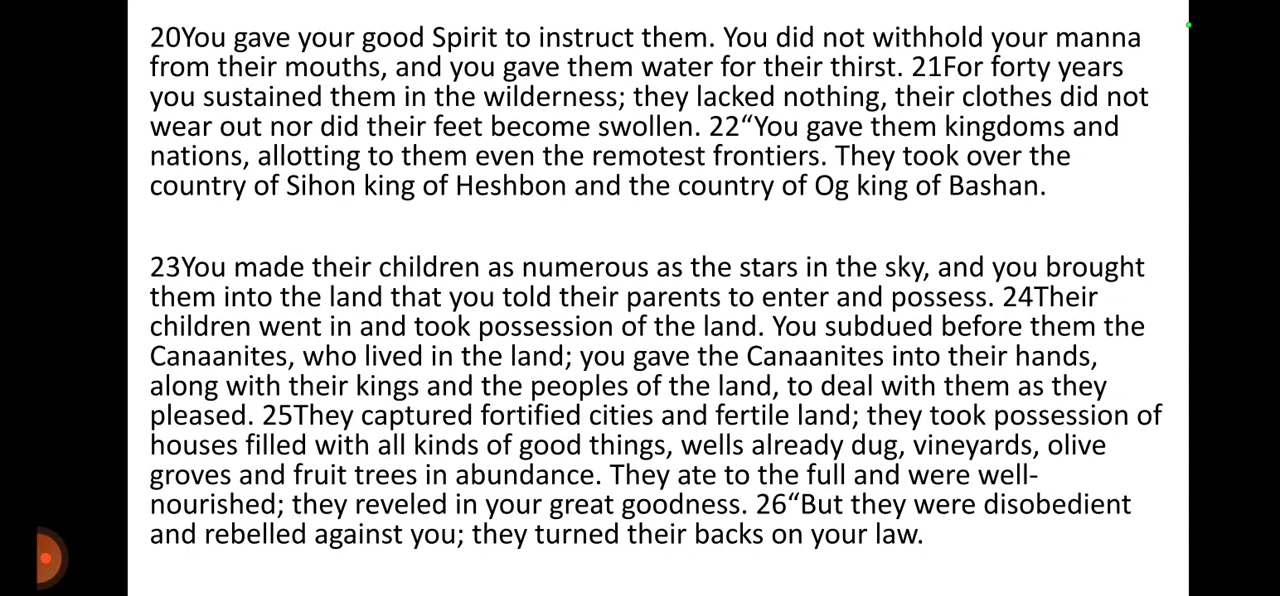 20You gave your good Spirit to instruct them. You did not withhold your manna
from their mouths, and you gave them water for their thirst. 21For forty years
you sustained them in the wilderness; they lacked nothing, their clothes did not
wear out nor did their feet become swollen. 22“You gave them kingdoms and
nations, allotting to them even the remotest frontiers. They took over the
country of Sihon king of Heshbon and the country of Og king of Bashan.
23You made their children as numerous as the stars in the sky, and you brought
them into the land that you told their parents to enter and possess. 24Their
children went in and took possession of the land. You subdued before them the
Canaanites, who lived in the land; you gave the Canaanites into their hands,
along with their kings and the peoples of the land, to deal with them as they
pleased. 25They captured fortified cities and fertile land; they took possession of
houses filled with all kinds of good things, wells already dug, vineyards, olive
groves and fruit trees in abundance. They ate to the full and were well-
nourished; they reveled in your great goodness. 26“But they were disobedient
and rebelled against you; they turned their backs on your law.